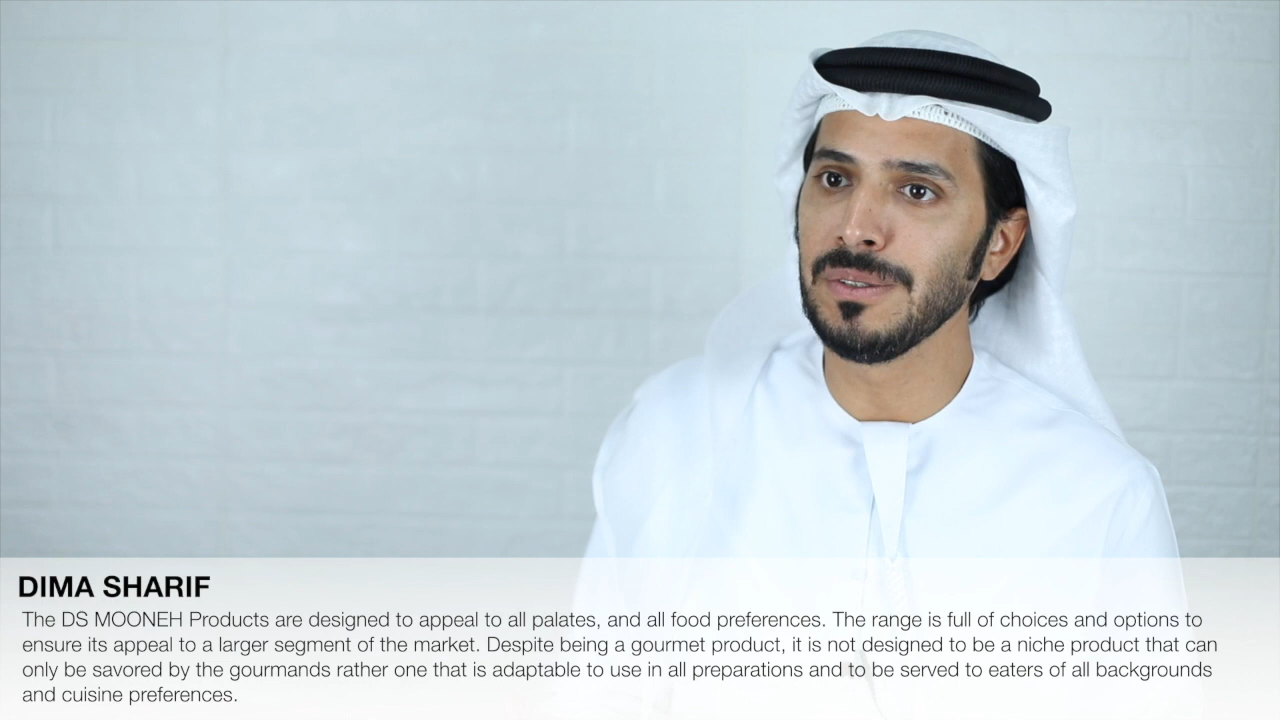 DIMA SHARIF
The DS MOONEH Products are designed to appeal to all palates, and all food preferences. The range is full of choices and options to
ensure its appeal to a larger segment of the market. Despite being a gourmet product, it is not designed to be a niche product that can
only be savored by the gourmands rather one that is adaptable to use in all preparations and to be served to eaters of all backgrounds
and cuisine preferences.